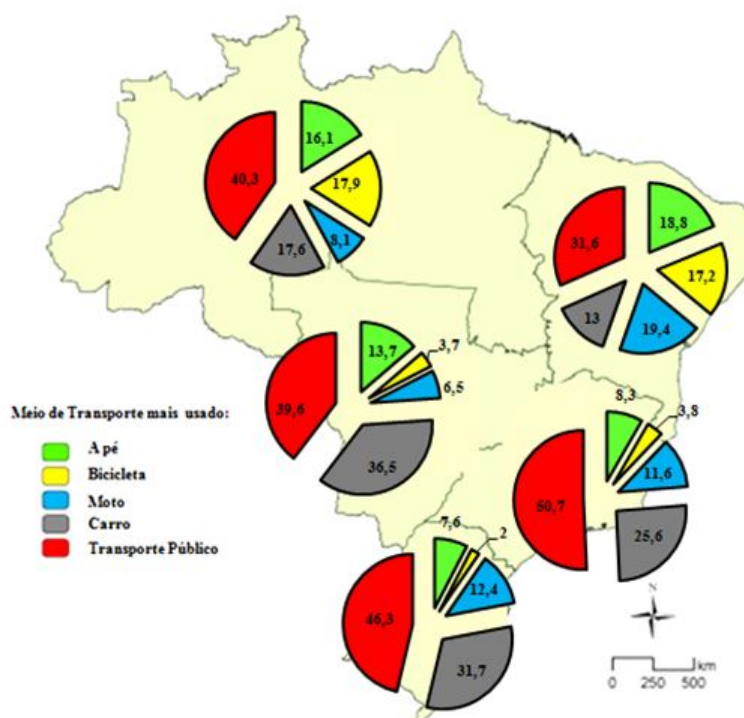 16,1
40,3
17,9
8,1
17,6
18,8
31,6
17,2
13
19,4
13,7
3,7
6,5
39,6
36,5
8,3
3,8
11,6
50,7
25,6
7,6
2
12,4
46,3
31,7
Meio de Transporte mais usado:
A pé
Bicicleta
Moto
Carro
Transporte Público
N
km
0 250 500